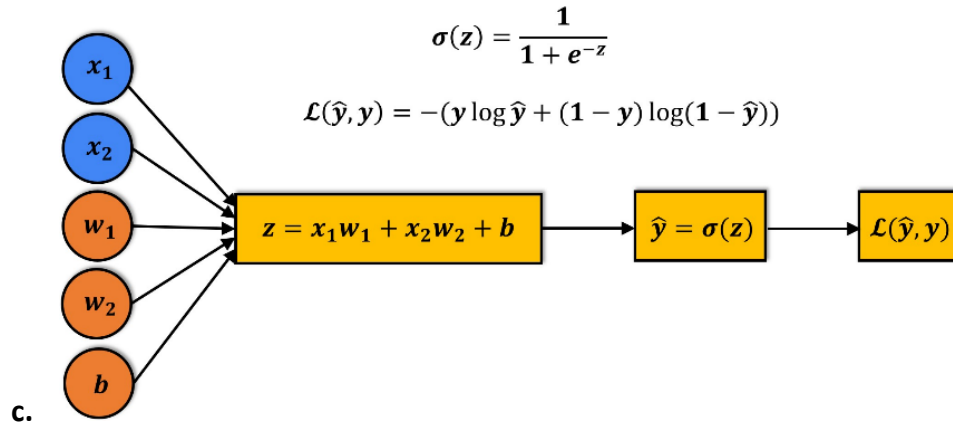 σ(z) = 1 / (1 + e^{-z})
ℒ(ŷ, y) = −(y log ŷ + (1 − y) log(1 − ŷ))
x₁
x₂
w₁
w₂
b
z = x₁w₁ + x₂w₂ + b
ŷ = σ(z)
ℒ(ŷ, y)
c.